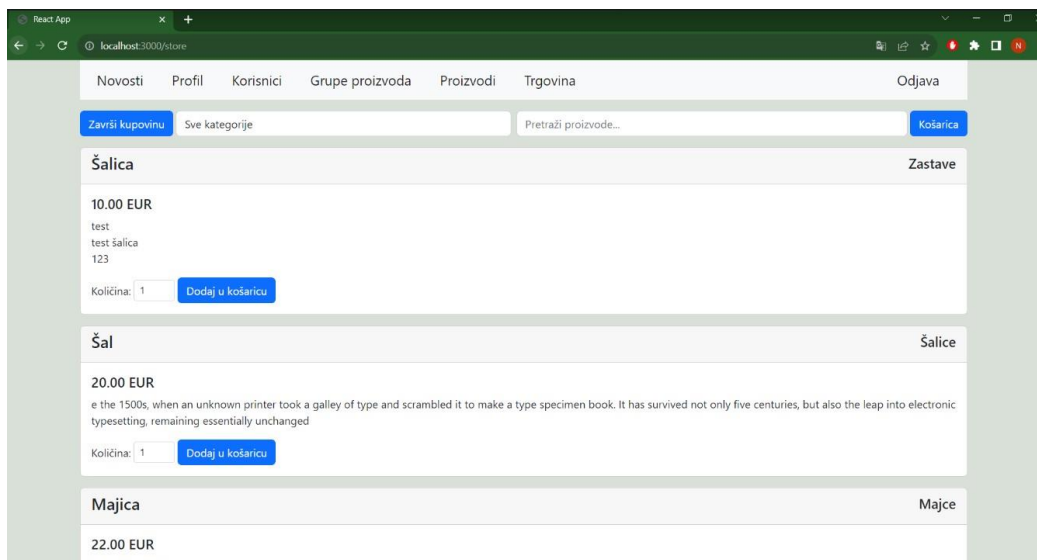 React App
localhost:3000/store
N
Novosti Profil Korisnici Grupe proizvoda Proizvodi Trgovina Odjava
Završi kupovinu Sve kategorije Pretraži proizvode... Košarica
Šalica Zastave
10.00 EUR
test
test šalica
123
Količina: 1 Dodaj u košaricu
Šal Šalice
20.00 EUR
e the 1500s, when an unknown printer took a galley of type and scrambled it to make a type specimen book. It has survived not only five centuries, but also the leap into electronic
typesetting, remaining essentially unchanged
Količina: 1 Dodaj u košaricu
Majica Majce
22.00 EUR